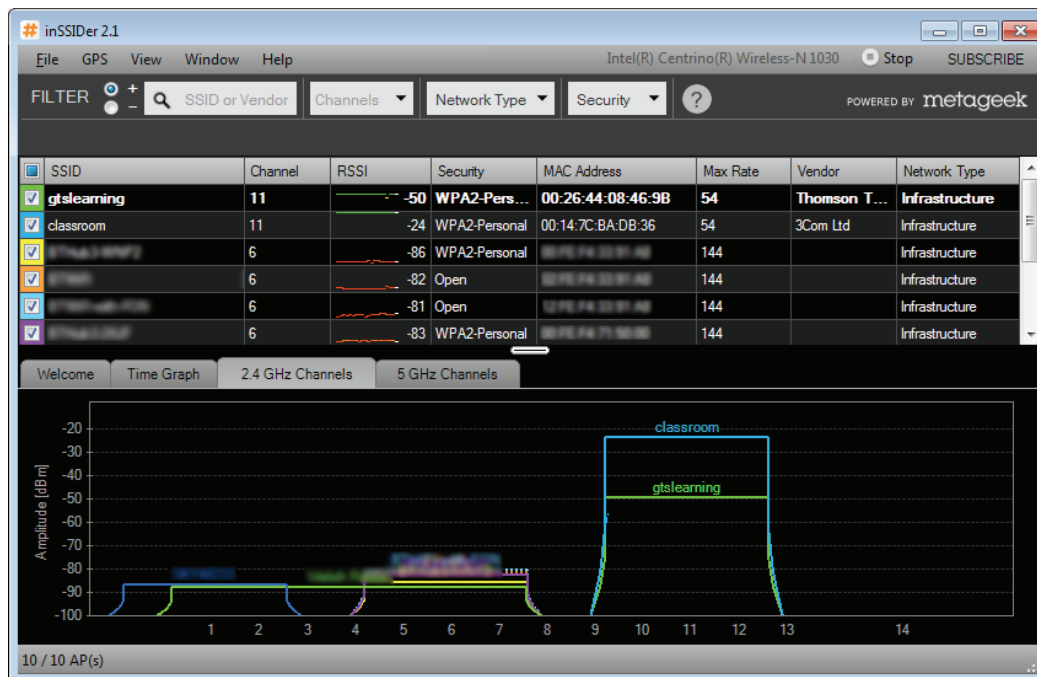 inSSIDer 2.1
File GPS View Window Help Intel(R) Centrino(R) Wireless-N 1030 Stop SUBSCRIBE
FILTER + - SSID or Vendor Channels Network Type Security ? POWERED BY metageek
SSID Channel RSSI Security MAC Address Max Rate Vendor Network Type
gtslearning 11 -50 WPA2-Pers... 00:26:44:08:46:9B 54 Thomson T... Infrastructure
classroom 11 -24 WPA2-Personal 00:14:7C:BA:DB:36 54 3Com Ltd Infrastructure
6 -86 WPA2-Personal 144 Infrastructure
6 -82 Open 144 Infrastructure
6 -81 Open 144 Infrastructure
6 -83 WPA2-Personal 144 Infrastructure
Welcome Time Graph 2.4 GHz Channels 5 GHz Channels
Amplitude [dBm]
-20
-30
-40
-50
-60
-70
-80
-90
-100
classroom
gtslearning
1 2 3 4 5 6 7 8 9 10 11 12 13 14
10 / 10 AP(s)